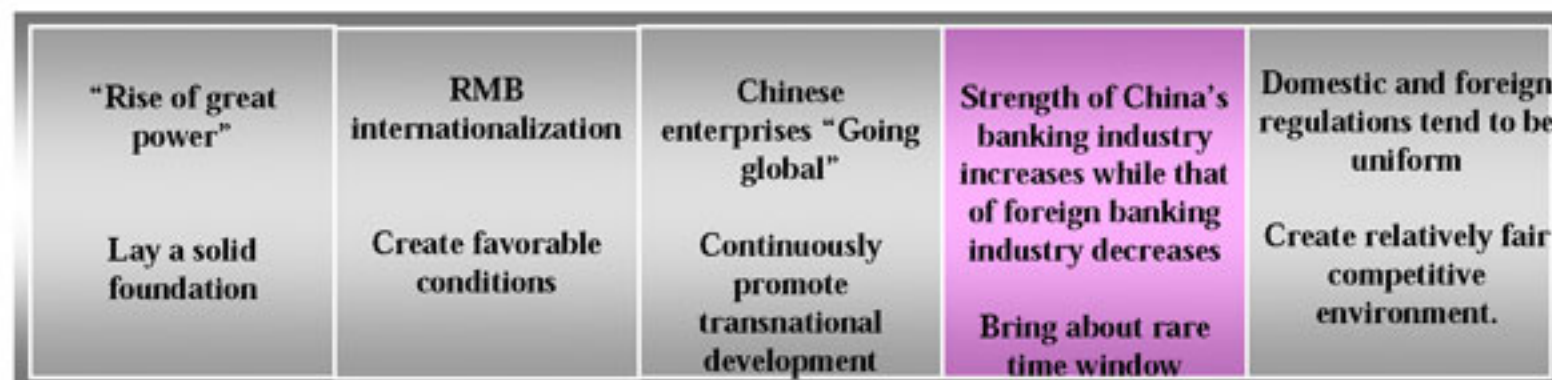 “Rise of great
power”
Lay a solid
foundation
RMB
internationalization
Create favorable
conditions
Chinese
enterprises “Going
global”
Continuously
promote
transnational
development
Strength of China’s
banking industry
increases while that
of foreign banking
industry decreases
Bring about rare
time window
Domestic and foreign
regulations tend to be
uniform
Create relatively fair
competitive
environment.